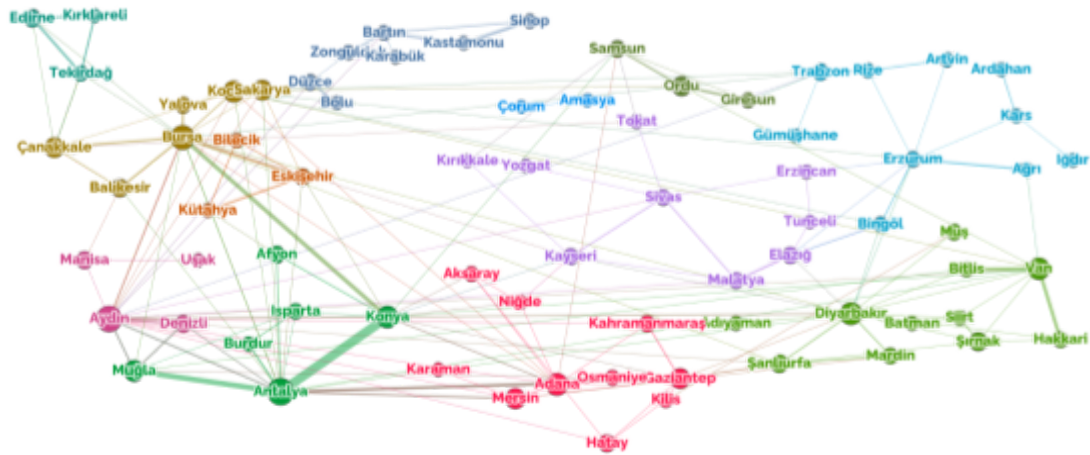 Edirne
Kırklareli
Tekirdağ
Bartın
Sinop
Kastamonu
Karabük
Samsun
Düzce
Bolu
Sakarya
Yalova
Bursa
Bilecik
Çanakkale
Balıkesir
Eskişehir
Kütahya
Çorum
Amasya
Tokat
Ordu
Giresun
Trabzon
Rize
Artvin
Ardahan
Kars
Iğdır
Gümüşhane
Erzurum
Ağrı
Kırıkkale
Yozgat
Erzincan
Sivas
Tunceli
Bingöl
Muş
Elazığ
Malatya
Kayseri
Manisa
Uşak
Afyon
Aksaray
Niğde
Bitlis
Van
Aydın
Denizli
Isparta
Konya
Burdur
Kahramanmaraş
Adıyaman
Diyarbakır
Batman
Siirt
Şırnak
Hakkari
Muğla
Antalya
Karaman
Mersin
Adana
Osmaniye
Gaziantep
Kilis
Şanlıurfa
Mardin
Hatay